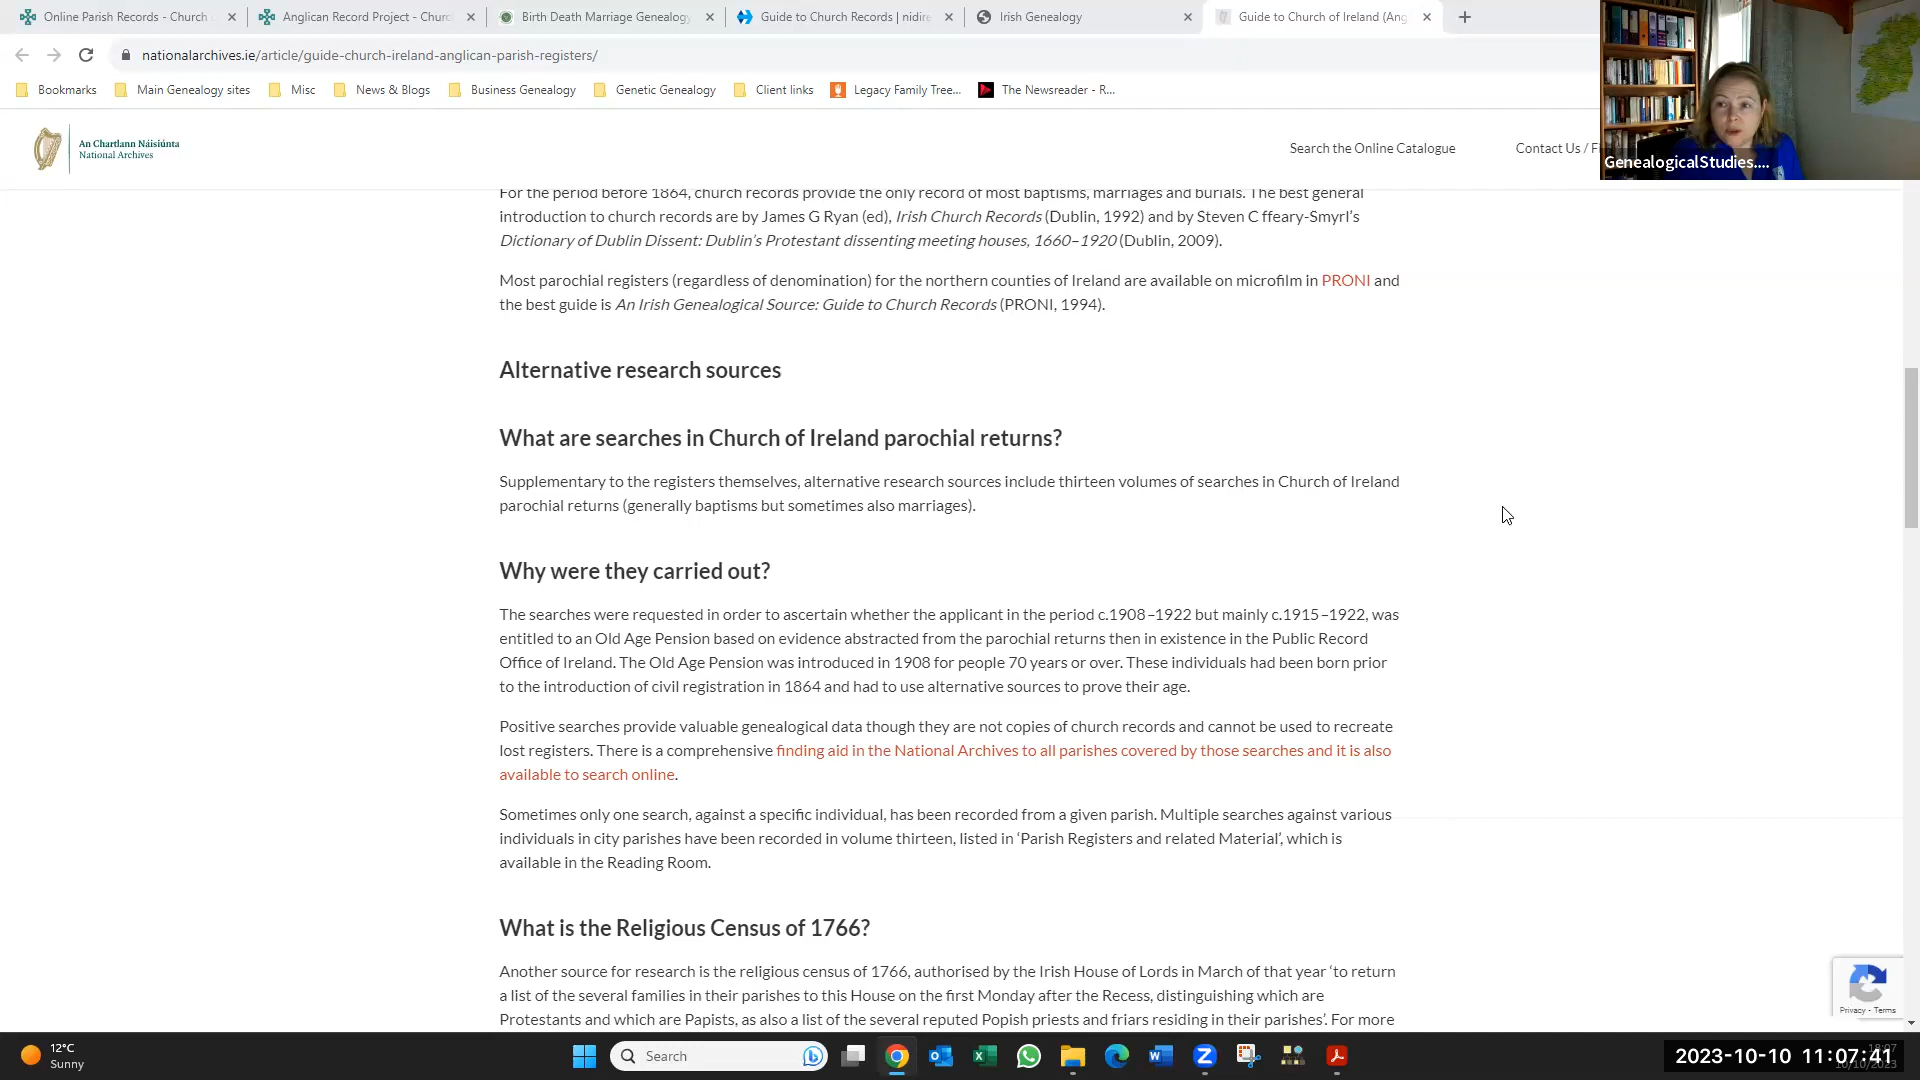 Online Parish Records - Church
Anglican Record Project - Churc
Birth Death Marriage Genealogy
Guide to Church Records | nidire
Irish Genealogy
Guide to Church of Ireland (Ang
nationalarchives.ie/article/guide-church-ireland-anglican-parish-registers/
Bookmarks
Main Genealogy sites
Misc
News & Blogs
Business Genealogy
Genetic Genealogy
Client links
Legacy Family Tree...
The Newsreader - R...
An Chartlann Náisiúnta
National Archives
Search the Online Catalogue
Contact Us / F
GenealogicalStudies....
For the period before 1864, church records provide the only record of most baptisms, marriages and burials. The best general
introduction to church records are by James G Ryan (ed), Irish Church Records (Dublin, 1992) and by Steven C ffeary-Smyrl’s
Dictionary of Dublin Dissent: Dublin’s Protestant dissenting meeting houses, 1660–1920 (Dublin, 2009).
Most parochial registers (regardless of denomination) for the northern counties of Ireland are available on microfilm in PRONI and
the best guide is An Irish Genealogical Source: Guide to Church Records (PRONI, 1994).
Alternative research sources
What are searches in Church of Ireland parochial returns?
Supplementary to the registers themselves, alternative research sources include thirteen volumes of searches in Church of Ireland
parochial returns (generally baptisms but sometimes also marriages).
Why were they carried out?
The searches were requested in order to ascertain whether the applicant in the period c.1908–1922 but mainly c.1915–1922, was
entitled to an Old Age Pension based on evidence abstracted from the parochial returns then in existence in the Public Record
Office of Ireland. The Old Age Pension was introduced in 1908 for people 70 years or over. These individuals had been born prior
to the introduction of civil registration in 1864 and had to use alternative sources to prove their age.
Positive searches provide valuable genealogical data though they are not copies of church records and cannot be used to recreate
lost registers. There is a comprehensive finding aid in the National Archives to all parishes covered by those searches and it is also
available to search online.
Sometimes only one search, against a specific individual, has been recorded from a given parish. Multiple searches against various
individuals in city parishes have been recorded in volume thirteen, listed in ‘Parish Registers and related Material’, which is
available in the Reading Room.
What is the Religious Census of 1766?
Another source for research is the religious census of 1766, authorised by the Irish House of Lords in March of that year ‘to return
a list of the several families in their parishes to this House on the first Monday after the Recess, distinguishing which are
Protestants and which are Papists, as also a list of the several reputed Popish priests and friars residing in their parishes’. For more
Privacy - Terms
12°C
Sunny
Search
2023-10-10 11:07:41